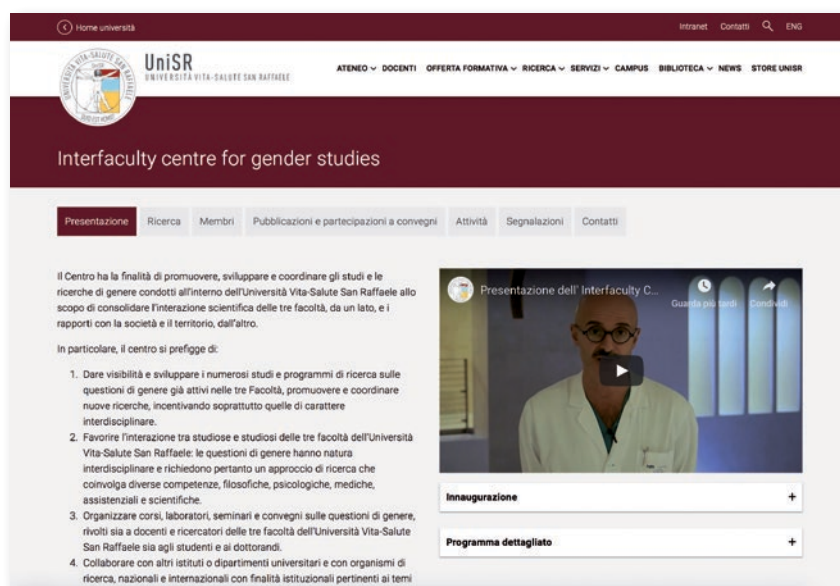 Home università
Intranet Contatti ENG
UniSR
UNIVERSITÀ VITA-SALUTE SAN RAFFAELE
ATENEO DOCENTI OFFERTA FORMATIVA RICERCA SERVIZI CAMPUS BIBLIOTECA NEWS STORE UNISR
Interfaculty centre for gender studies
Presentazione Ricerca Membri Pubblicazioni e partecipazioni a convegni Attività Segnalazioni Contatti
Il Centro ha la finalità di promuovere, sviluppare e coordinare gli studi e le
ricerche di genere condotti all'interno dell'Università Vita-Salute San Raffaele allo
scopo di consolidare l'interazione scientifica delle tre facoltà, da un lato, e i
rapporti con la società e il territorio, dall'altro.
In particolare, il centro si prefigge di:
1. Dare visibilità e sviluppare i numerosi studi e programmi di ricerca sulle
questioni di genere già attivi nelle tre Facoltà, promuovere e coordinare
nuove ricerche, incentivando soprattutto quelle di carattere
interdisciplinare.
2. Favorire l'interazione tra studiose e studiosi delle tre facoltà dell'Università
Vita-Salute San Raffaele: le questioni di genere hanno natura
interdisciplinare e richiedono pertanto un approccio di ricerca che
coinvolga diverse competenze, filosofiche, psicologiche, mediche,
assistenziali e scientifiche.
3. Organizzare corsi, laboratori, seminari e convegni sulle questioni di genere,
rivolti sia a docenti e ricercatori delle tre facoltà dell'Università Vita-Salute
San Raffaele sia agli studenti e ai dottorandi.
4. Collaborare con altri istituti o dipartimenti universitari e con organismi di
ricerca, nazionali e internazionali con finalità istituzionali pertinenti ai temi
Presentazione dell' Interfaculty C...
Guarda più tardi Condividi
Innaugurazione +
Programma dettagliato +